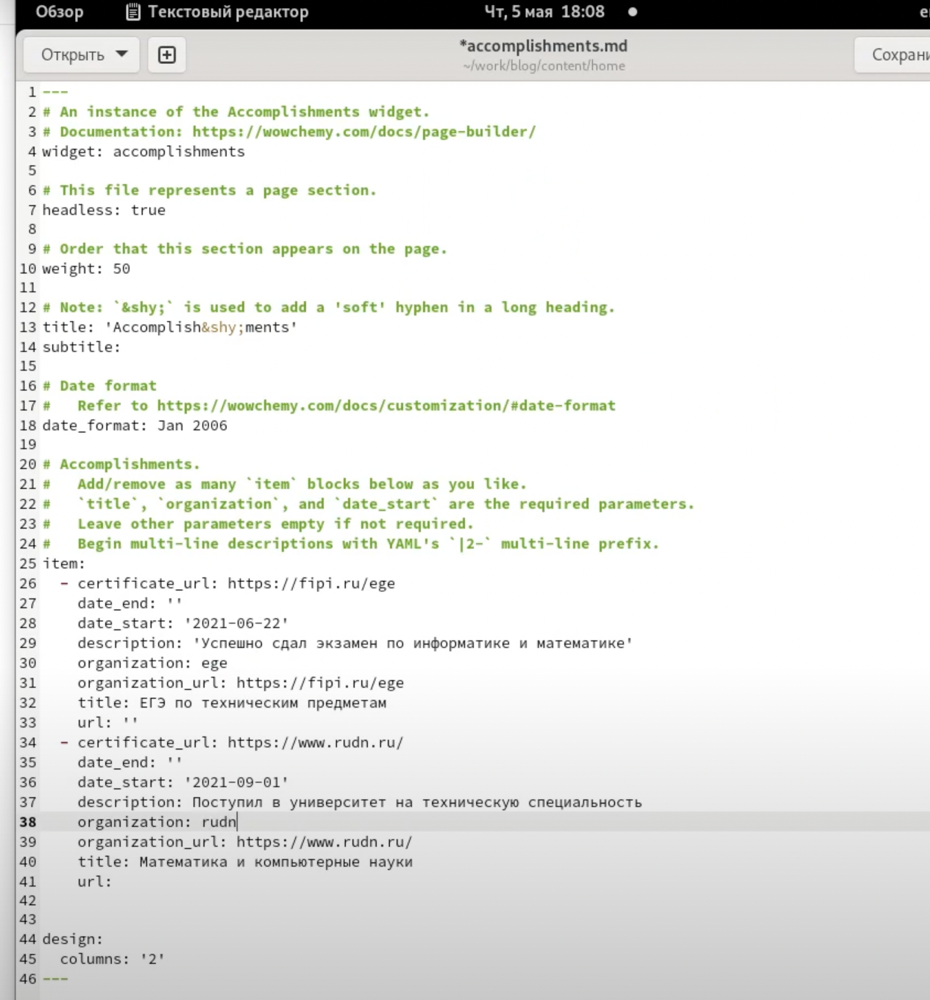 Обзор Текстовый редактор Чт, 5 мая 18:08
Открыть *accomplishments.md
~/work/blog/content/home
1 ---
2 # An instance of the Accomplishments widget.
3 # Documentation: https://wowchemy.com/docs/page-builder/
4 widget: accomplishments
5
6 # This file represents a page section.
7 headless: true
8
9 # Order that this section appears on the page.
10 weight: 50
11
12 # Note: `&shy;` is used to add a 'soft' hyphen in a long heading.
13 title: 'Accomplish&shy;ments'
14 subtitle:
15
16 # Date format
17 #   Refer to https://wowchemy.com/docs/customization/#date-format
18 date_format: Jan 2006
19
20 # Accomplishments.
21 #   Add/remove as many `item` blocks below as you like.
22 #   `title`, `organization`, and `date_start` are the required parameters.
23 #   Leave other parameters empty if not required.
24 #   Begin multi-line descriptions with YAML's `|2-` multi-line prefix.
25 item:
26   - certificate_url: https://fipi.ru/ege
27     date_end: ''
28     date_start: '2021-06-22'
29     description: 'Успешно сдал экзамен по информатике и математике'
30     organization: ege
31     organization_url: https://fipi.ru/ege
32     title: ЕГЭ по техническим предметам
33     url: ''
34   - certificate_url: https://www.rudn.ru/
35     date_end: ''
36     date_start: '2021-09-01'
37     description: Поступил в университет на техническую специальность
38     organization: rudn
39     organization_url: https://www.rudn.ru/
40     title: Математика и компьютерные науки
41     url:
42
43
44 design:
45   columns: '2'
46 ---